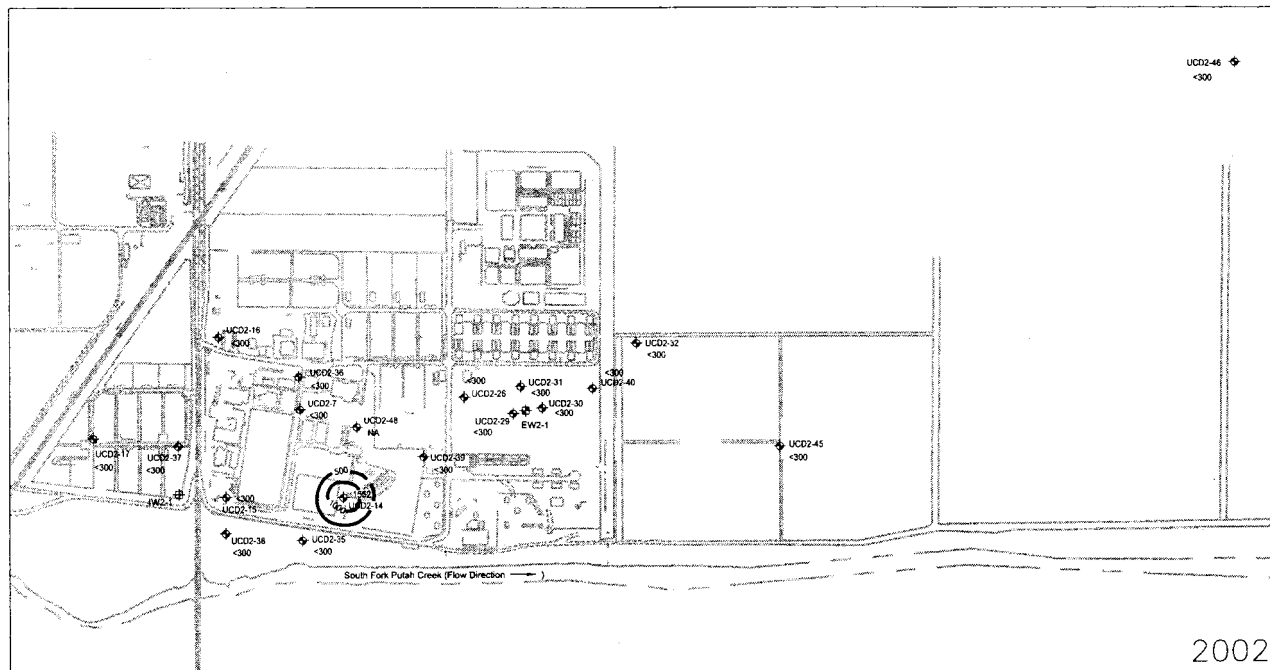 UCD2-46
<300
UCD2-16
<300
UCD2-32
<300
UCD2-36
<300
<300
UCD2-26
UCD2-31
<300
<300
UCD2-40
UCD2-7
<300
UCD2-29
<300
EW2-1
UCD2-30
<300
UCD2-48
NA
UCD2-17
<300
UCD2-37
<300
UCD2-39
<300
UCD2-45
<300
500
1552
UCD2-14
IW2-1
<300
UCD2-15
UCD2-38
<300
UCD2-35
<300
South Fork Putah Creek (Flow Direction → )
2002